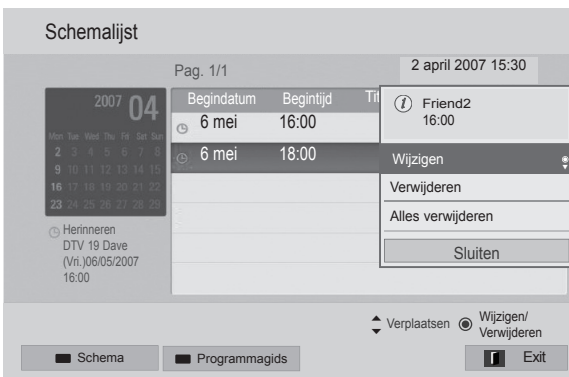 Schemalijst
Pag. 1/1
2 april 2007 15:30
2007 04
Mon Tue Wed Thu Fri Sat Sun
2 3 4 5 6 7 8
9 10 11 12 13 14 15
16 17 18 19 20 21 22
23 24 25 26 27 28 29
Herinneren
DTV 19 Dave
(Vri.)06/05/2007
16:00
Begindatum Begintijd Tit
6 mei 16:00
6 mei 18:00
Friend2
16:00
Wijzigen
Verwijderen
Alles verwijderen
Sluiten
Verplaatsen Wijzigen/
Verwijderen
Schema Programmagids Exit